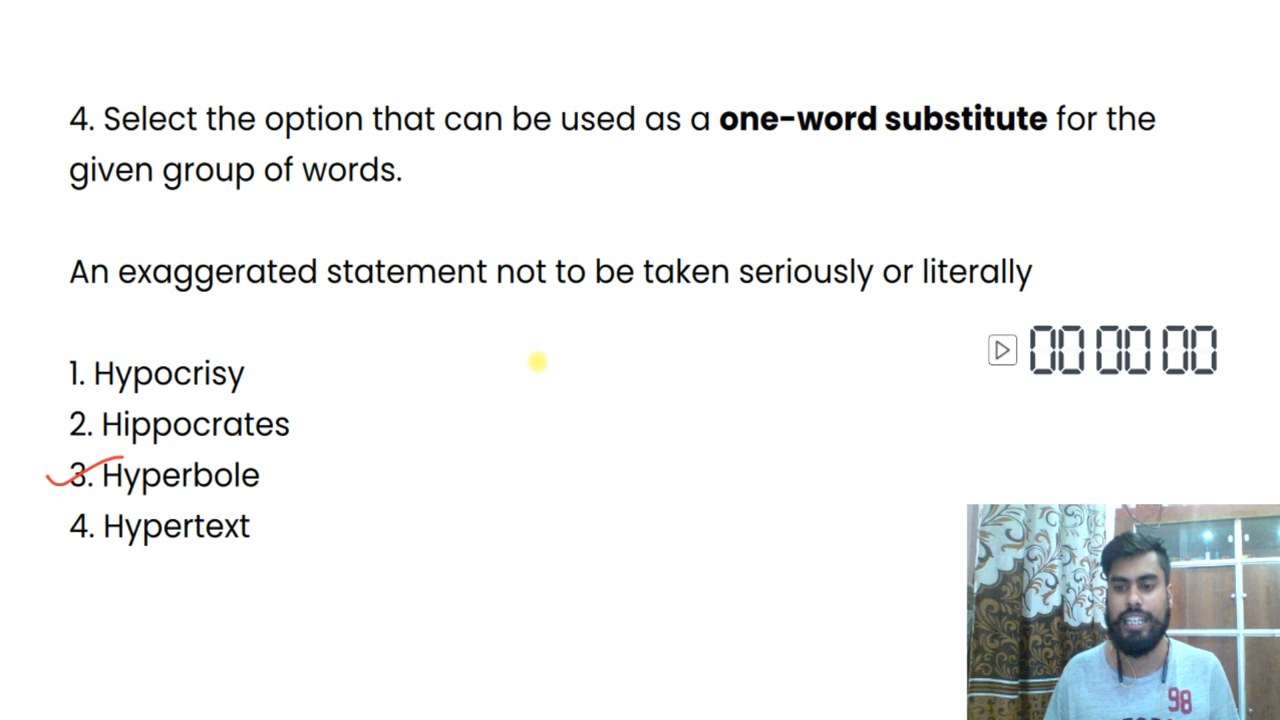 4. Select the option that can be used as a one-word substitute for the
given group of words.
An exaggerated statement not to be taken seriously or literally
00 00 00
1. Hypocrisy
2. Hippocrates
3. Hyperbole
4. Hypertext
98